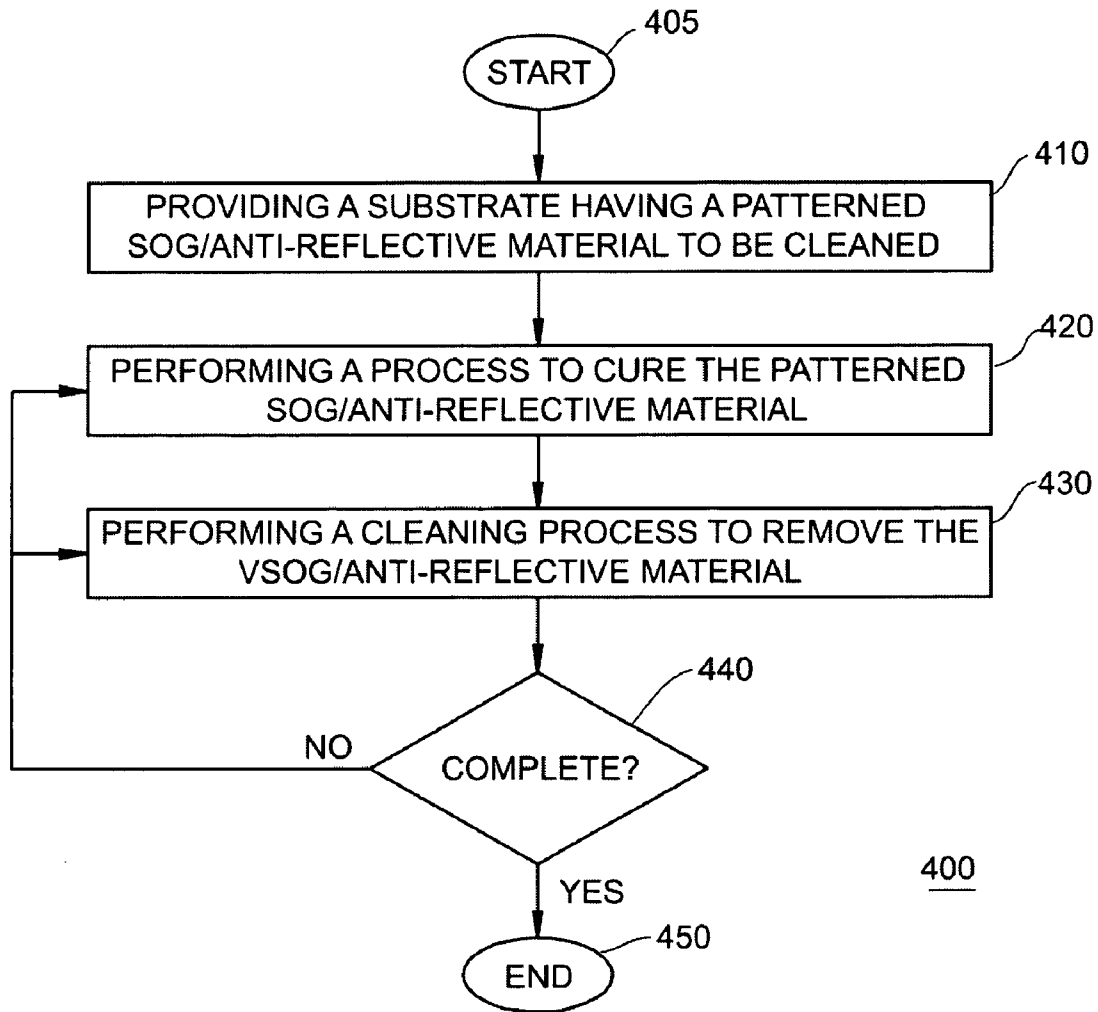 405
START
410
PROVIDING A SUBSTRATE HAVING A PATTERNED
SOG/ANTI-REFLECTIVE MATERIAL TO BE CLEANED
420
PERFORMING A PROCESS TO CURE THE PATTERNED
SOG/ANTI-REFLECTIVE MATERIAL
430
PERFORMING A CLEANING PROCESS TO REMOVE THE
VSOG/ANTI-REFLECTIVE MATERIAL
440
NO
COMPLETE?
400
YES
450
END